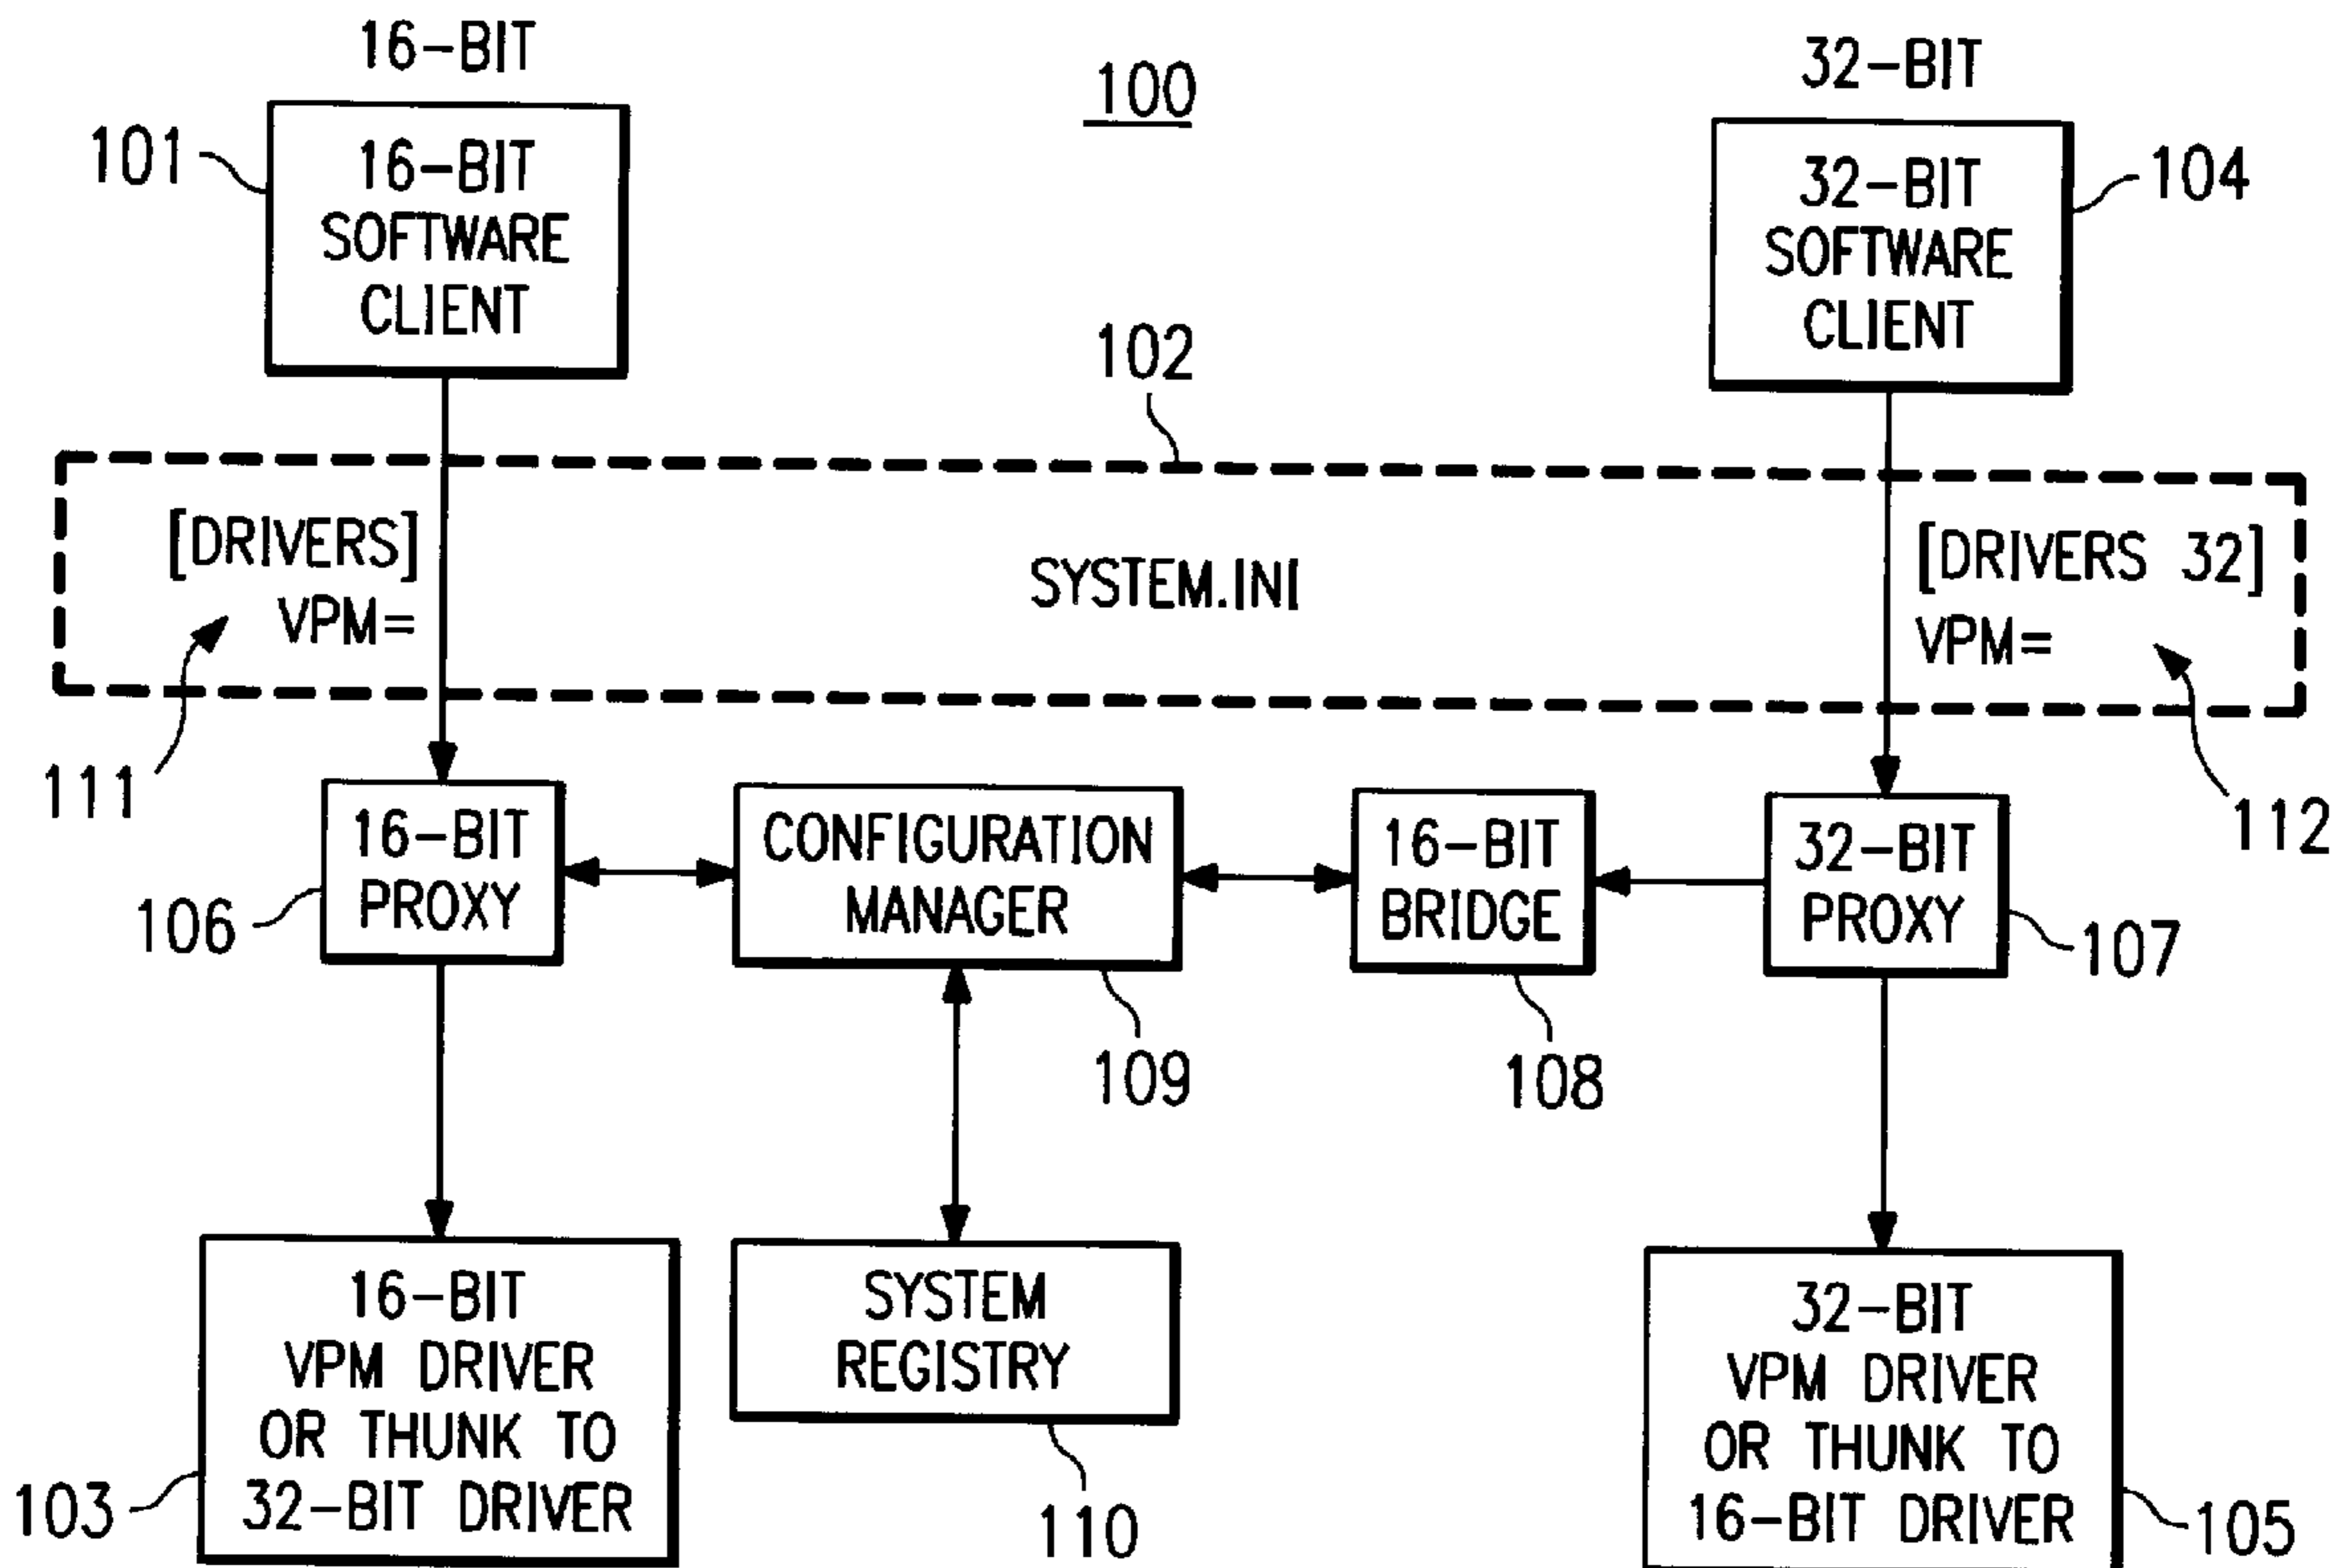 16-BIT
100
32-BIT
101
16-BIT
SOFTWARE
CLIENT
32-BIT
SOFTWARE
CLIENT
104
102
[DRIVERS]
VPM=
SYSTEM.INI
[DRIVERS 32]
VPM=
111
112
16-BIT
PROXY
106
CONFIGURATION
MANAGER
109
16-BIT
BRIDGE
108
32-BIT
PROXY
107
16-BIT
VPM DRIVER
OR THUNK TO
32-BIT DRIVER
103
SYSTEM
REGISTRY
110
32-BIT
VPM DRIVER
OR THUNK TO
16-BIT DRIVER
105